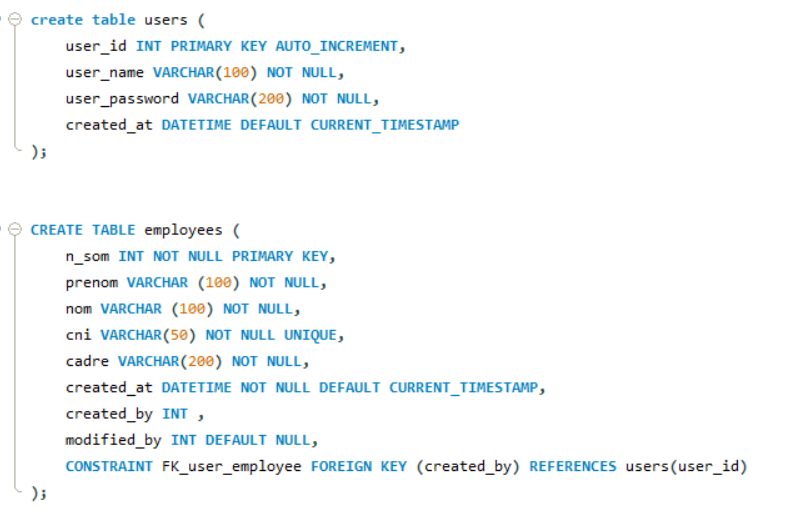 create table users (
user_id INT PRIMARY KEY AUTO_INCREMENT,
user_name VARCHAR(100) NOT NULL,
user_password VARCHAR(200) NOT NULL,
created_at DATETIME DEFAULT CURRENT_TIMESTAMP
);
CREATE TABLE employees (
n_som INT NOT NULL PRIMARY KEY,
prenom VARCHAR (100) NOT NULL,
nom VARCHAR (100) NOT NULL,
cni VARCHAR(50) NOT NULL UNIQUE,
cadre VARCHAR(200) NOT NULL,
created_at DATETIME NOT NULL DEFAULT CURRENT_TIMESTAMP,
created_by INT ,
modified_by INT DEFAULT NULL,
CONSTRAINT FK_user_employee FOREIGN KEY (created_by) REFERENCES users(user_id)
);